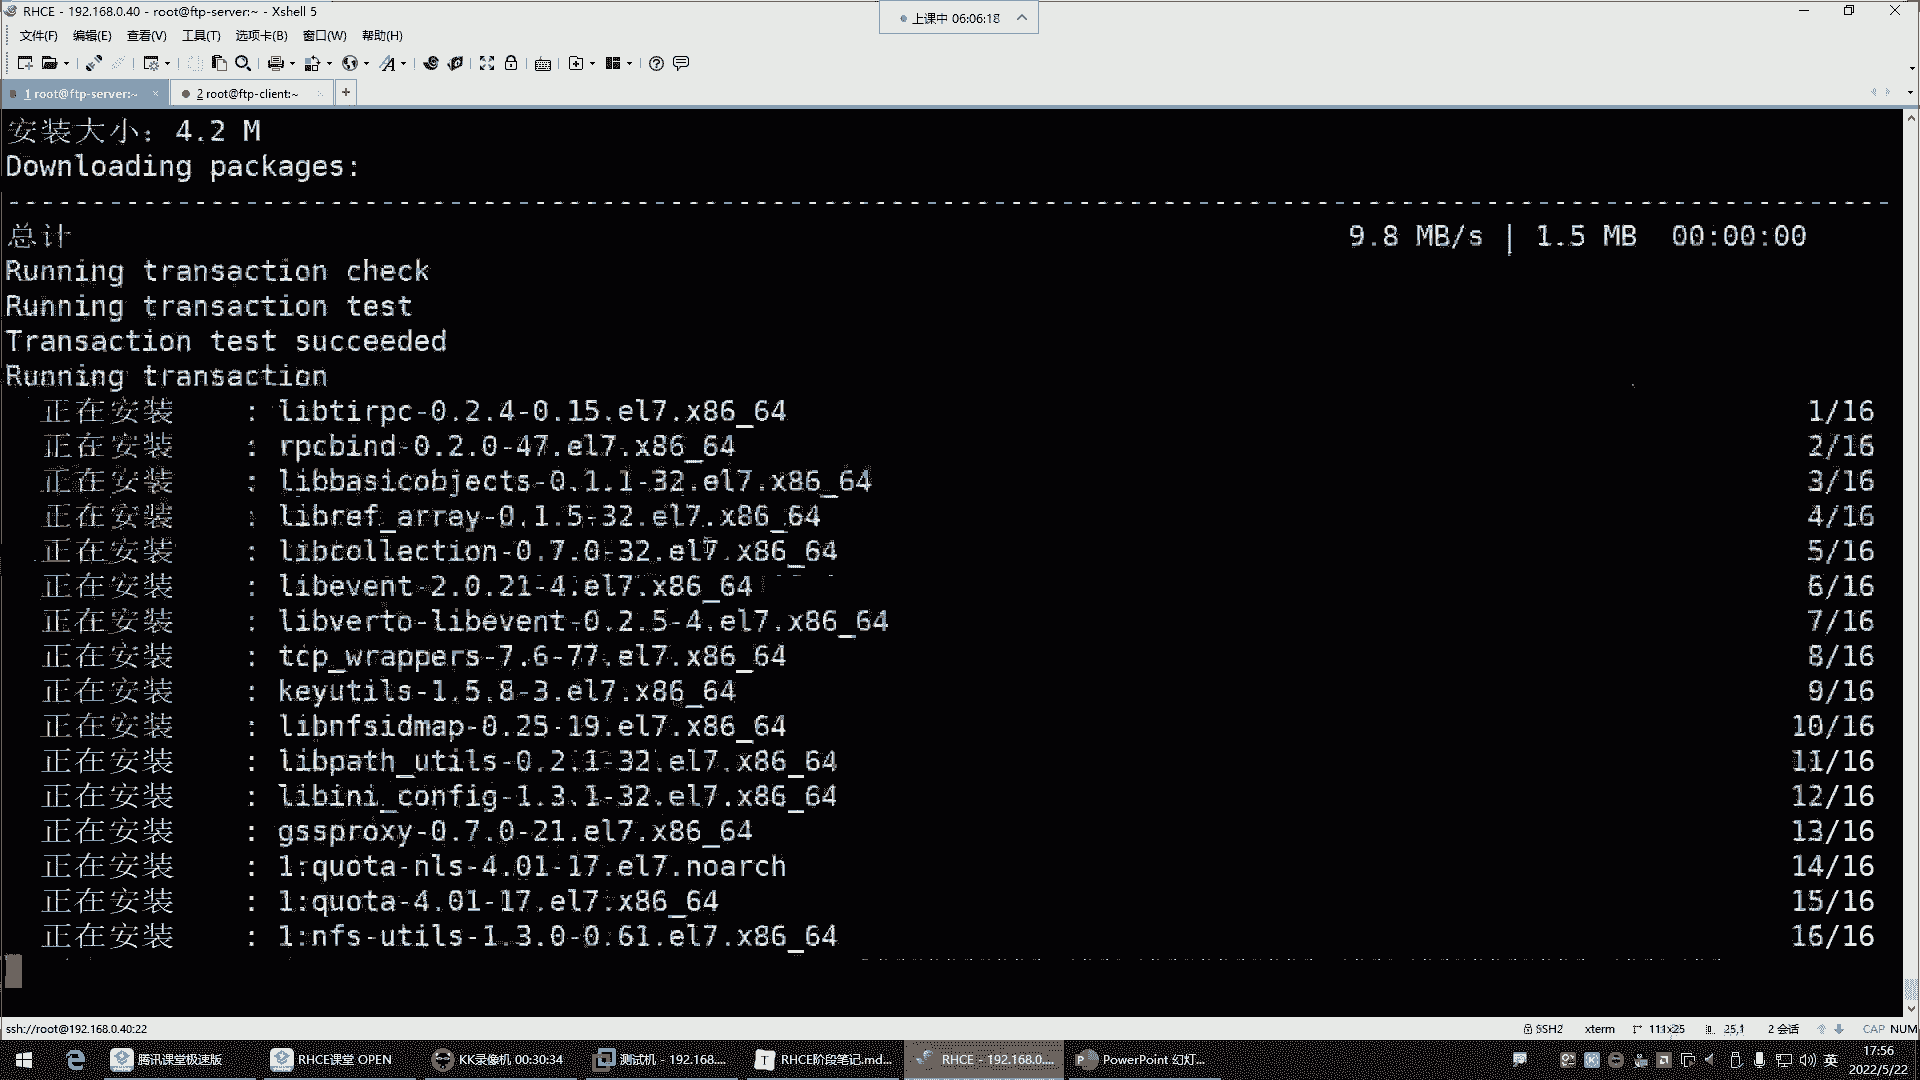 RHCE - 192.168.0.40 - root@ftp-server:~ - Xshell 5
上课中 06:06:18
文件(F) 编辑(E) 查看(V) 工具(T) 选项卡(B) 窗口(W) 帮助(H)
1 root@ftp-server:~ 2 root@ftp-client:~
安装大小：4.2 M
Downloading packages:
--------------------------------------------------------------------------------------------------------------
总计 9.8 MB/s | 1.5 MB 00:00:00
Running transaction check
Running transaction test
Transaction test succeeded
Running transaction
正在安装 : libtirpc-0.2.4-0.15.el7.x86_64 1/16
正在安装 : rpcbind-0.2.0-47.el7.x86_64 2/16
正在安装 : libbasicobjects-0.1.1-32.el7.x86_64 3/16
正在安装 : libref_array-0.1.5-32.el7.x86_64 4/16
正在安装 : libcollection-0.7.0-32.el7.x86_64 5/16
正在安装 : libevent-2.0.21-4.el7.x86_64 6/16
正在安装 : libverto-libevent-0.2.5-4.el7.x86_64 7/16
正在安装 : tcp_wrappers-7.6-77.el7.x86_64 8/16
正在安装 : keyutils-1.5.8-3.el7.x86_64 9/16
正在安装 : libnfsidmap-0.25-19.el7.x86_64 10/16
正在安装 : libpath_utils-0.2.1-32.el7.x86_64 11/16
正在安装 : libini_config-1.3.1-32.el7.x86_64 12/16
正在安装 : gssproxy-0.7.0-21.el7.x86_64 13/16
正在安装 : 1:quota-nls-4.01-17.el7.noarch 14/16
正在安装 : 1:quota-4.01-17.el7.x86_64 15/16
正在安装 : 1:nfs-utils-1.3.0-0.61.el7.x86_64 16/16
ssh://root@192.168.0.40:22 SSH2 xterm 111x25 25,1 2 会话 CAP NUM
腾讯课堂极速版 RHCE课堂 OPEN KK录像机 00:30:34 测试机 - 192.168.... RHCE阶段笔记.md... RHCE - 192.168.0.... PowerPoint 幻灯... 英 17:56
2022/5/22